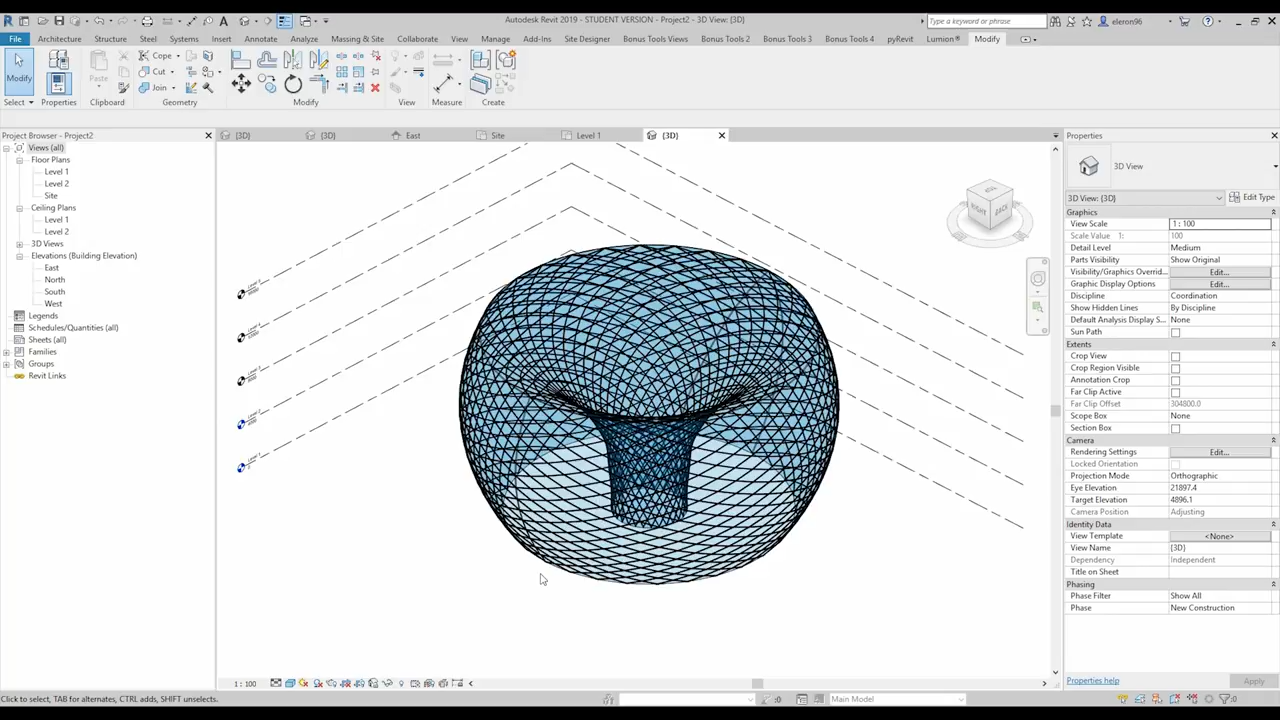 Autodesk Revit 2019 - STUDENT VERSION - Project2 - 3D View: {3D}
Type a keyword or phrase
eleron96
File
Architecture
Structure
Steel
Systems
Insert
Annotate
Analyze
Massing & Site
Collaborate
View
Manage
Add-Ins
Site Designer
Bonus Tools Views
Bonus Tools 2
Bonus Tools 3
Bonus Tools 4
pyRevit
Lumion®
Modify
Modify
Paste
Cope
Cut
Join
Select
Properties
Clipboard
Geometry
Modify
View
Measure
Create
Project Browser - Project2
{3D}
{3D}
East
Site
Level 1
{3D}
Views (all)
Floor Plans
Level 1
Level 2
Site
Ceiling Plans
Level 1
Level 2
3D Views
Elevations (Building Elevation)
East
North
South
West
Legends
Schedules/Quantities (all)
Sheets (all)
Families
Groups
Revit Links
RIGHT
BACK
Properties
3D View
3D View: {3D}
Edit Type
Graphics
View Scale
1 : 100
Scale Value 1:
100
Detail Level
Medium
Parts Visibility
Show Original
Visibility/Graphics Overrid...
Edit...
Graphic Display Options
Edit...
Discipline
Coordination
Show Hidden Lines
By Discipline
Default Analysis Display S...
None
Sun Path
Extents
Crop View
Crop Region Visible
Annotation Crop
Far Clip Active
Far Clip Offset
304800.0
Scope Box
None
Section Box
Camera
Rendering Settings
Edit...
Locked Orientation
Projection Mode
Orthographic
Eye Elevation
21897.4
Target Elevation
4896.1
Camera Position
Adjusting
Identity Data
View Template
<None>
View Name
{3D}
Dependency
Independent
Title on Sheet
Phasing
Phase Filter
Show All
Phase
New Construction
Properties help
Apply
1 : 100
Click to select, TAB for alternates, CTRL adds, SHIFT unselects.
:0
Main Model
:0